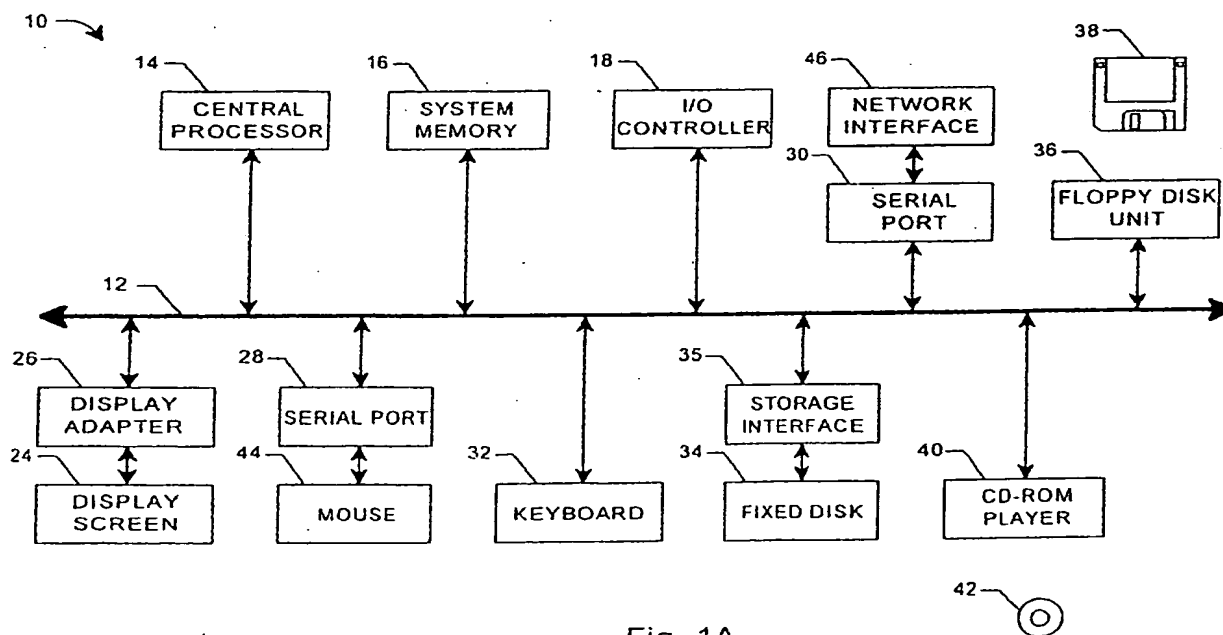 10
14
16
18
46
38
CENTRAL
PROCESSOR
SYSTEM
MEMORY
I/O
CONTROLLER
NETWORK
INTERFACE
30
36
SERIAL
PORT
FLOPPY DISK
UNIT
12
26
28
35
DISPLAY
ADAPTER
SERIAL PORT
STORAGE
INTERFACE
24
44
32
34
40
DISPLAY
SCREEN
MOUSE
KEYBOARD
FIXED DISK
CD-ROM
PLAYER
42
Fig. 1A